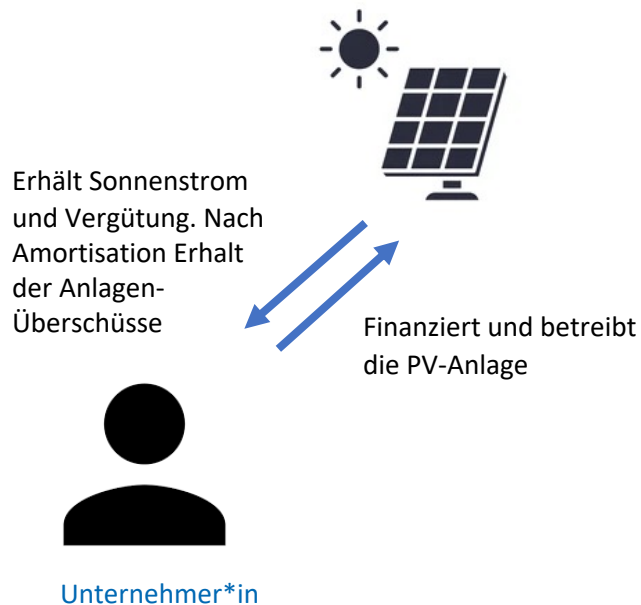 Erhält Sonnenstrom
und Vergütung. Nach
Amortisation Erhalt
der Anlagen-
Überschüsse
Finanziert und betreibt
die PV-Anlage
Unternehmer*in